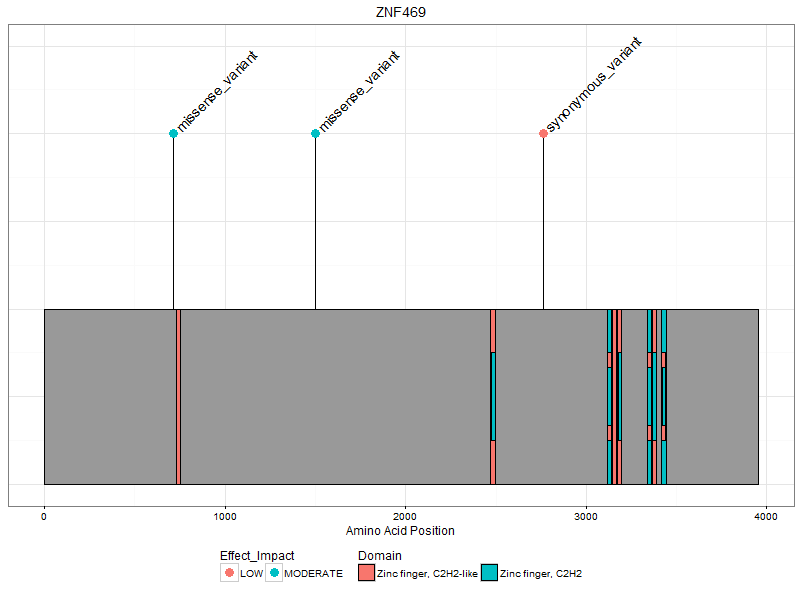 ZNF469
missense_variant
missense_variant
synonymous_variant
0 1000 2000 3000 4000
Amino Acid Position
Effect_Impact
LOW MODERATE
Domain
Zinc finger, C2H2-like Zinc finger, C2H2